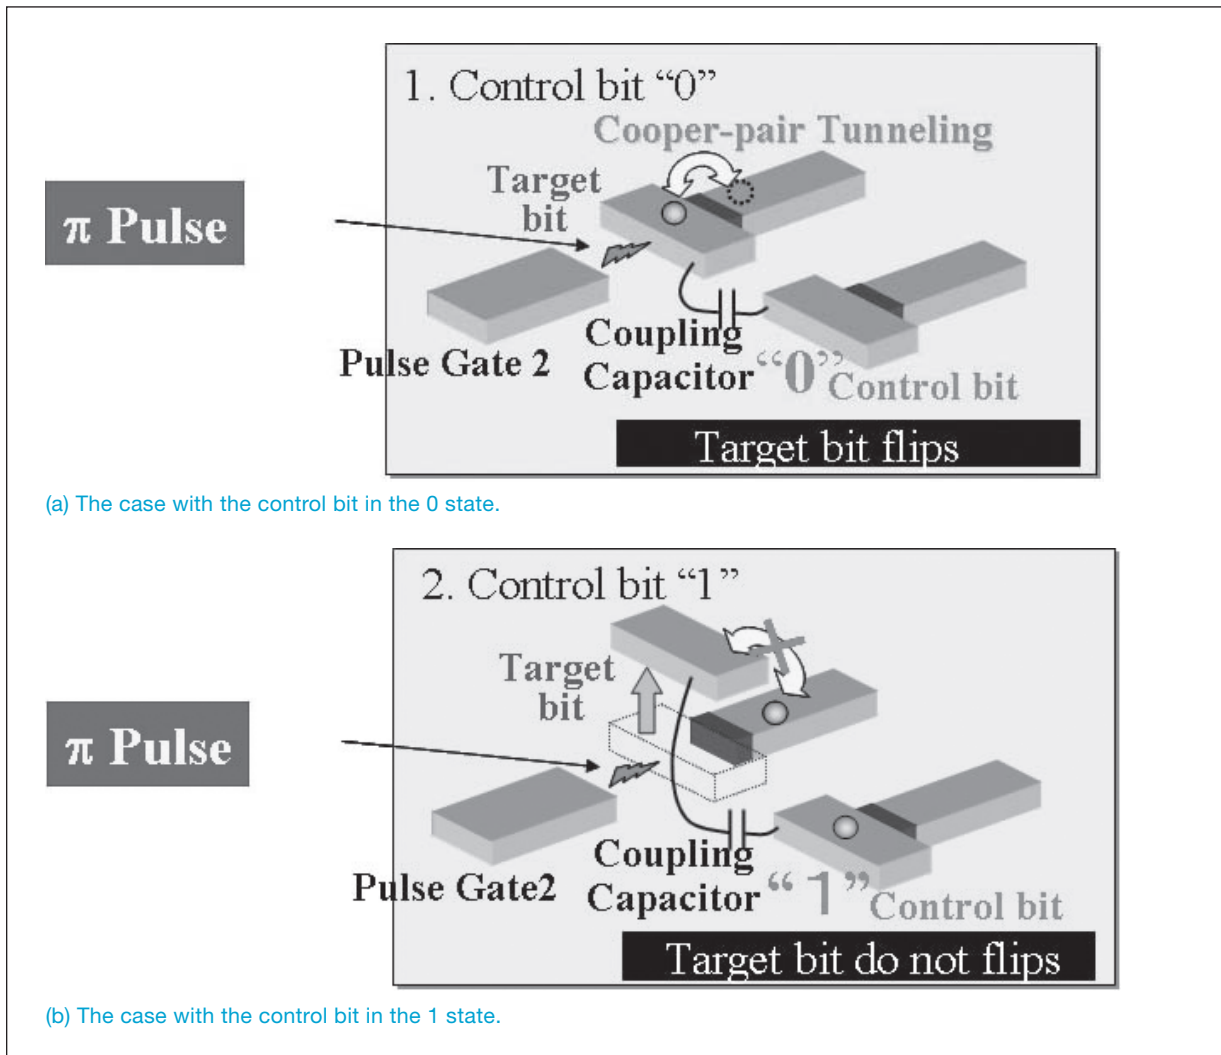 1. Control bit “0”
Cooper-pair Tunneling
Target
bit
π Pulse
Coupling
Capacitor
Pulse Gate 2
“0”
Control bit
Target bit flips
(a) The case with the control bit in the 0 state.
2. Control bit “1”
Target
bit
π Pulse
Coupling
Capacitor
Pulse Gate2
“1”
Control bit
Target bit do not flips
(b) The case with the control bit in the 1 state.